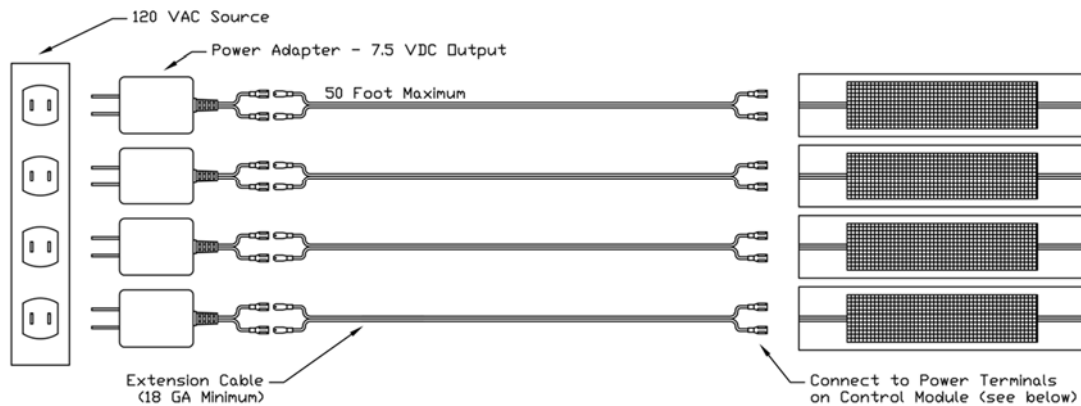 120 VAC Source
Power Adapter - 7.5 VDC Output
50 Foot Maximum
Extension Cable
(18 GA Minimum)
Connect to Power Terminals
on Control Module (see below)